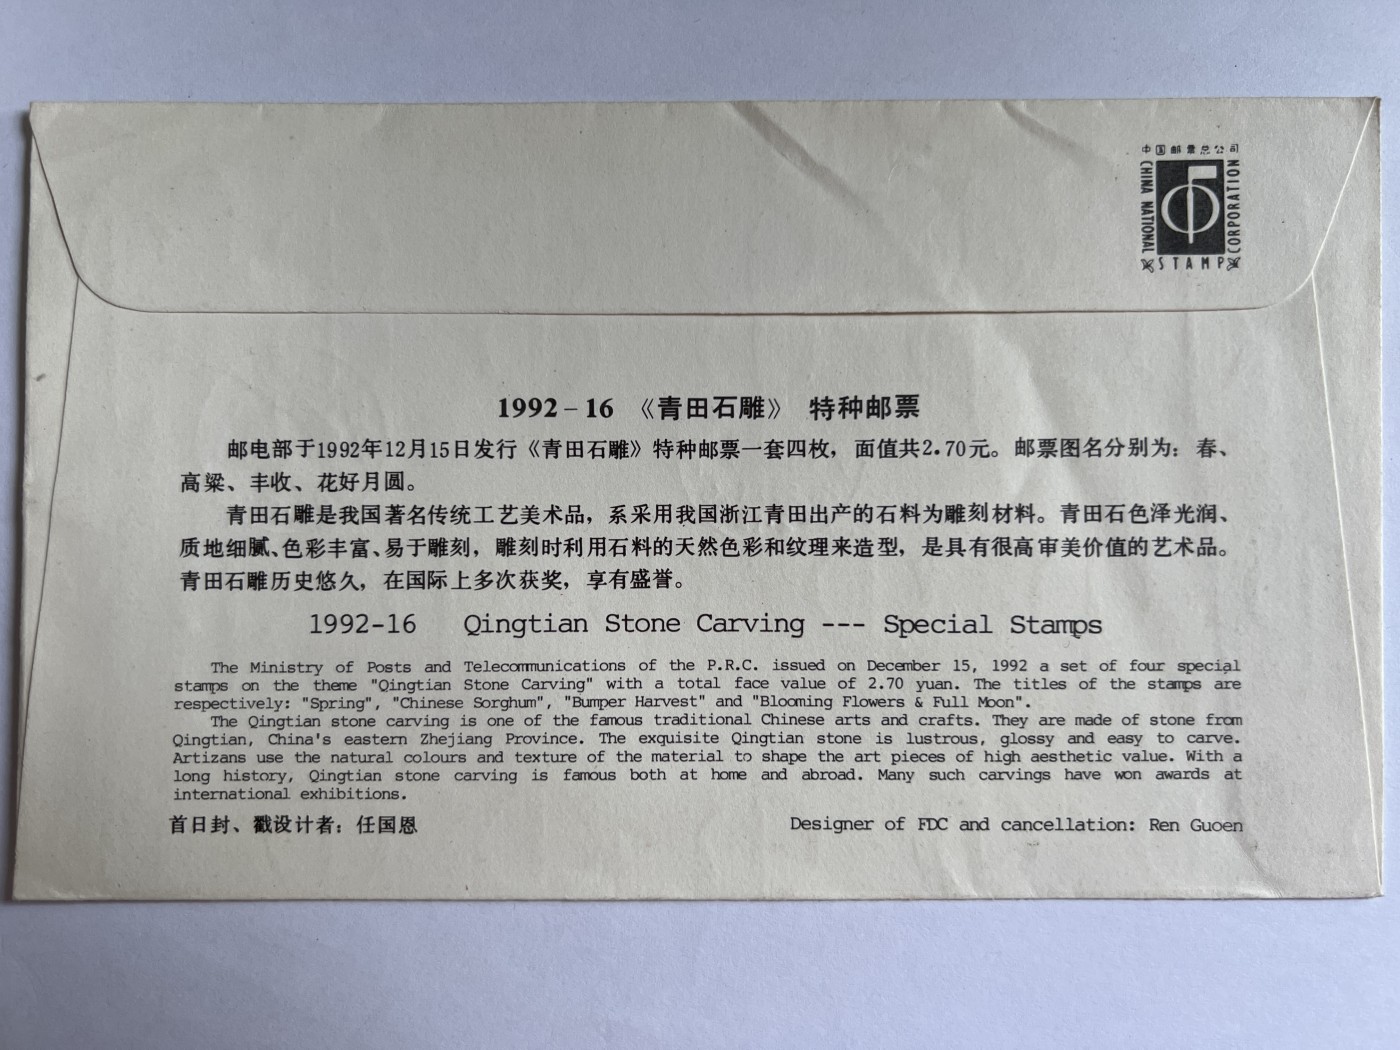 中国邮票总公司
CHINA NATIONAL
STAMP
CORPORATION
1992－16 《青田石雕》 特种邮票
邮电部于1992年12月15日发行《青田石雕》特种邮票一套四枚，面值共2.70元。邮票图名分别为：春、
高粱、丰收、花好月圆。
青田石雕是我国著名传统工艺美术品，系采用我国浙江青田出产的石料为雕刻材料。青田石色泽光润、
质地细腻、色彩丰富、易于雕刻，雕刻时利用石料的天然色彩和纹理来造型，是具有很高审美价值的艺术品。
青田石雕历史悠久，在国际上多次获奖，享有盛誉。
1992-16 Qingtian Stone Carving --- Special Stamps
The Ministry of Posts and Telecommunications of the P.R.C. issued on December 15, 1992 a set of four special
stamps on the theme "Qingtian Stone Carving" with a total face value of 2.70 yuan. The titles of the stamps are
respectively: "Spring", "Chinese Sorghum", "Bumper Harvest" and "Blooming Flowers & Full Moon".
The Qingtian stone carving is one of the famous traditional Chinese arts and crafts. They are made of stone from
Qingtian, China's eastern Zhejiang Province. The exquisite Qingtian stone is lustrous, glossy and easy to carve.
Artizans use the natural colours and texture of the material to shape the art pieces of high aesthetic value. With a
long history, Qingtian stone carving is famous both at home and abroad. Many such carvings have won awards at
international exhibitions.
首日封、戳设计者：任国恩
Designer of FDC and cancellation: Ren Guoen